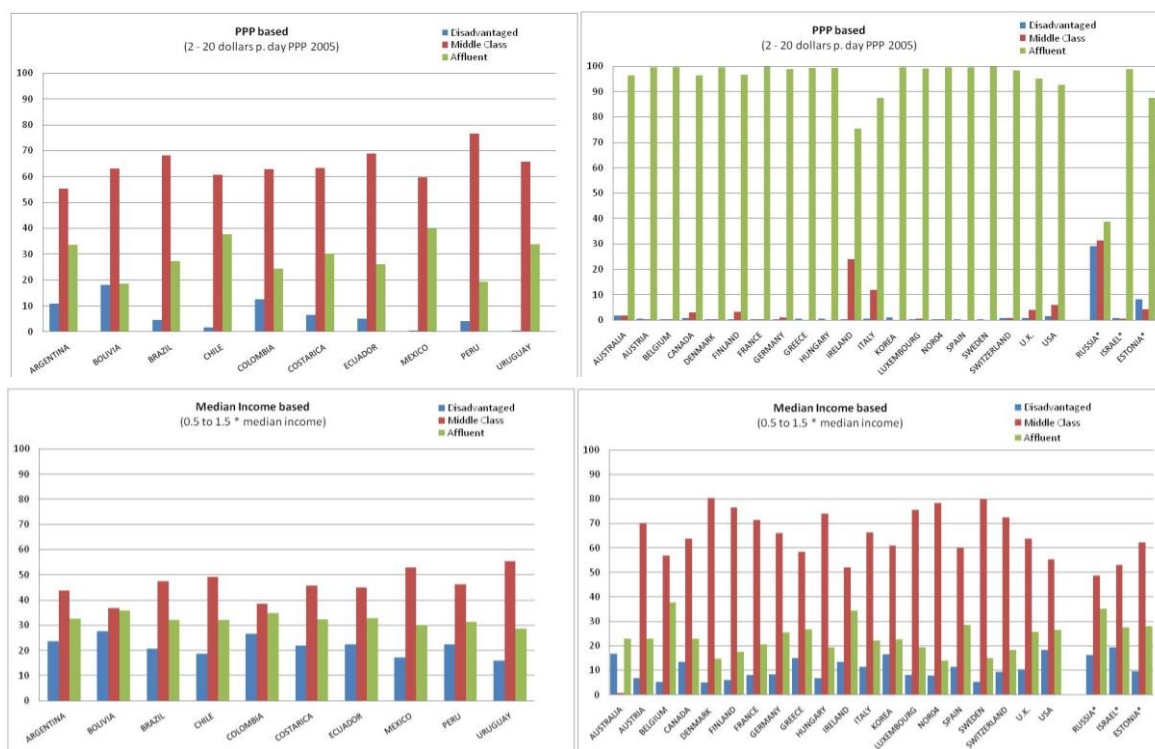 PPP based
(2 - 20 dollars p. day PPP 2005)
Disadvantaged
Middle Class
Affluent
100
90
80
70
60
50
40
30
20
10
0
ARGENTINA
BOLIVIA
BRAZIL
CHILE
COLOMBIA
COSTARICA
ECUADOR
MEXICO
PERU
URUGUAY
PPP based
(2 - 20 dollars p. day PPP 2005)
Disadvantaged
Middle Class
Affluent
100
90
80
70
60
50
40
30
20
10
0
AUSTRALIA
AUSTRIA
BELGIUM
CANADA
DENMARK
FINLAND
FRANCE
GERMANY
GREECE
HUNGARY
IRELAND
ITALY
KOREA
LUXEMBOURG
NOR04
SPAIN
SWEDEN
SWITZERLAND
U.K.
USA
RUSSIA*
ISRAEL*
ESTONIA*
Median Income based
(0.5 to 1.5 * median income)
Disadvantaged
Middle Class
Affluent
100
90
80
70
60
50
40
30
20
10
0
ARGENTINA
BOLIVIA
BRAZIL
CHILE
COLOMBIA
COSTARICA
ECUADOR
MEXICO
PERU
URUGUAY
Median Income based
(0.5 to 1.5 * median income)
Disadvantaged
Middle Class
Affluent
100
90
80
70
60
50
40
30
20
10
0
AUSTRALIA
AUSTRIA
BELGIUM
CANADA
DENMARK
FINLAND
FRANCE
GERMANY
GREECE
HUNGARY
IRELAND
ITALY
KOREA
LUXEMBOURG
NOR04
SPAIN
SWEDEN
SWITZERLAND
U.K.
USA
RUSSIA*
ISRAEL*
ESTONIA*